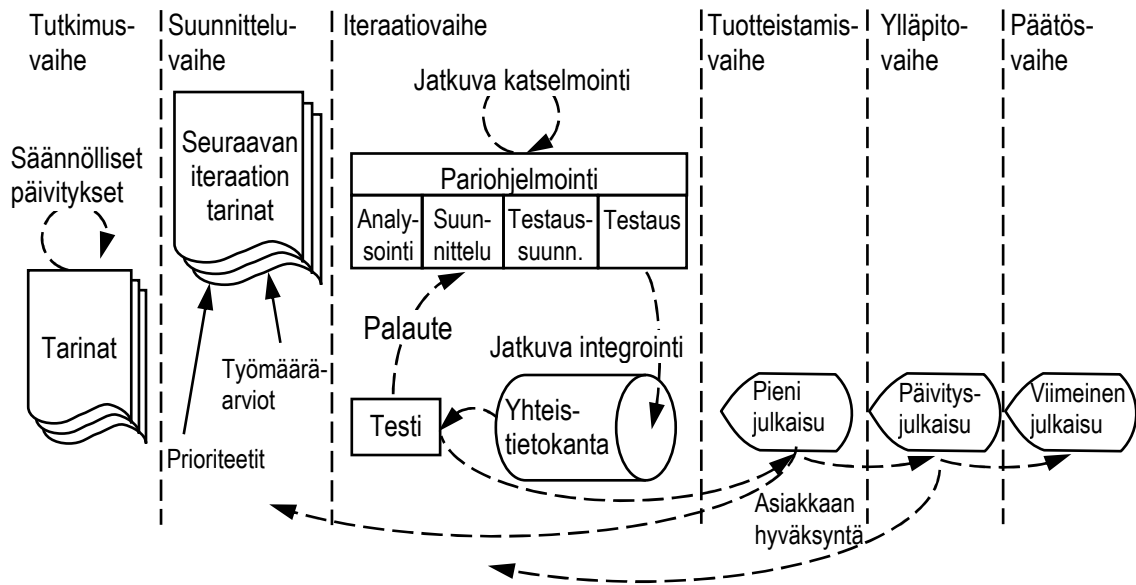 Tutkimus-
vaihe
Suunnittelu-
vaihe
Iteraatiovaihe
Tuotteistamis-
vaihe
Ylläpito-
vaihe
Päätös-
vaihe
Säännölliset
päivitykset
Tarinat
Seuraavan
iteraation
tarinat
Prioriteetit
Työmäärä-
arviot
Jatkuva katselmointi
Pariohjelmointi
Analy-
sointi
Suun-
nittelu
Testaus-
suunn.
Testaus
Palaute
Jatkuva integrointi
Testi
Yhteis-
tietokanta
Pieni
julkaisu
Päivitys-
julkaisu
Viimeinen
julkaisu
Asiakkaan
hyväksyntä